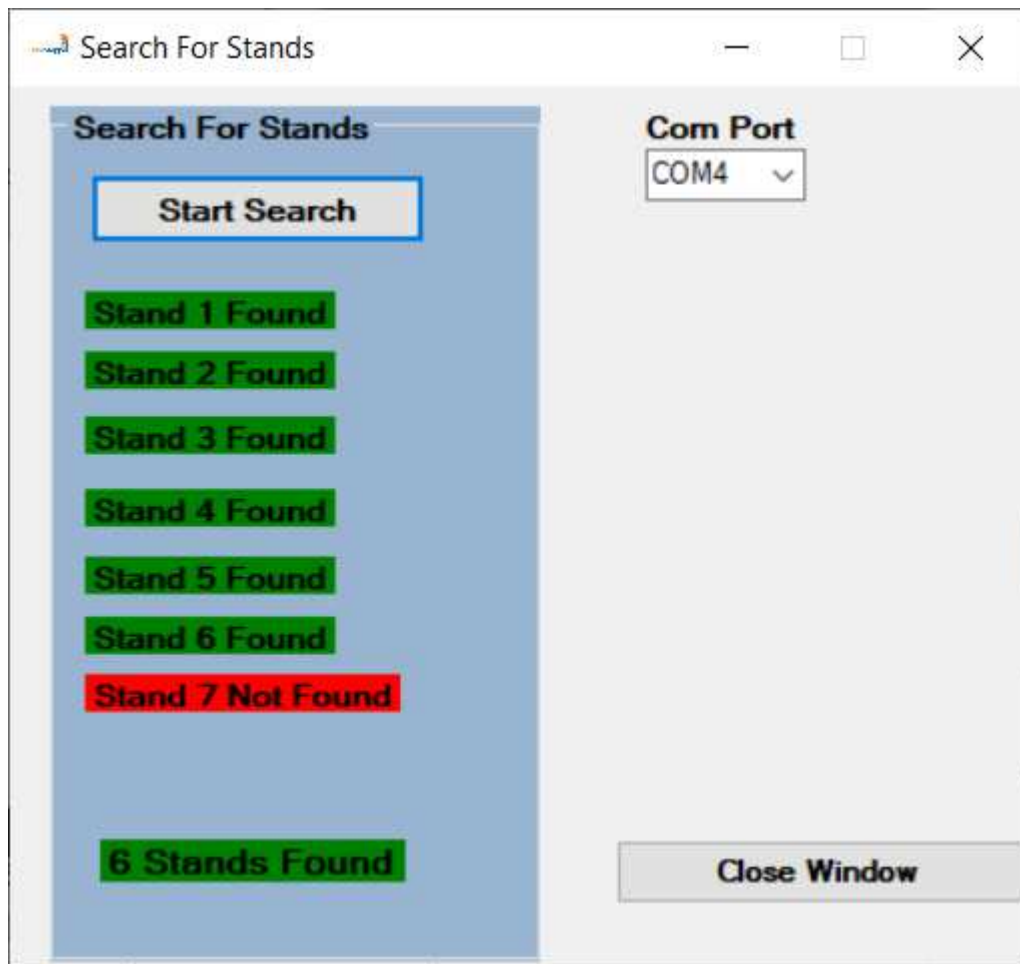 Search For Stands
Search For Stands
Com Port
COM4
Start Search
Stand 1 Found
Stand 2 Found
Stand 3 Found
Stand 4 Found
Stand 5 Found
Stand 6 Found
Stand 7 Not Found
6 Stands Found
Close Window